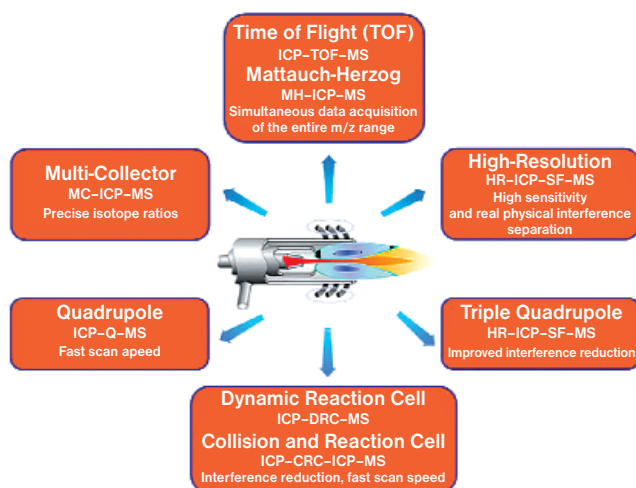 Time of Flight (TOF)
ICP–TOF–MS
Mattauch-Herzog
MH–ICP–MS
Simultaneous data acquisition
of the entire m/z range
Multi-Collector
MC–ICP–MS
Precise isotope ratios
High-Resolution
HR–ICP–SF–MS
High sensitivity
and real physical interference
separation
Quadrupole
ICP–Q–MS
Fast scan apeed
Triple Quadrupole
HR–ICP–SF–MS
Improved interference reduction
Dynamic Reaction Cell
ICP–DRC–MS
Collision and Reaction Cell
ICP–CRC–ICP–MS
Interference reduction, fast scan speed